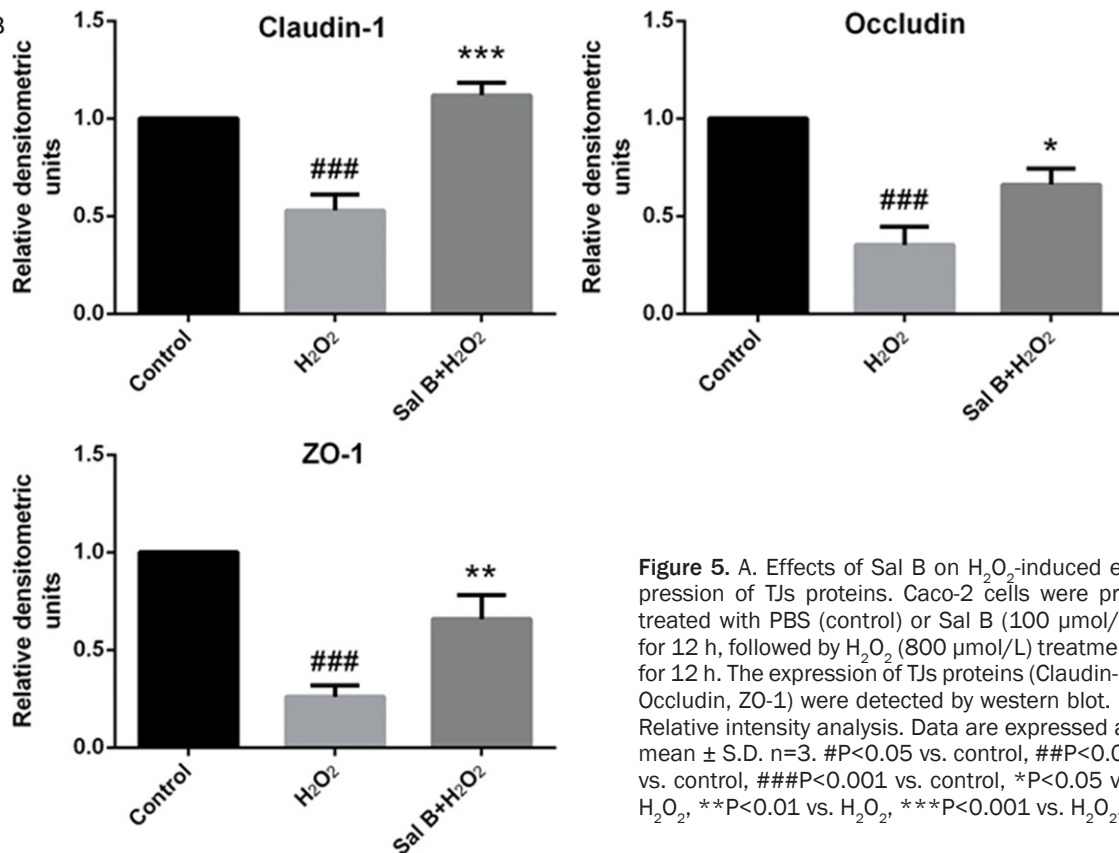 B
Claudin-1
Relative densitometric
units
1.5
1.0
0.5
0.0
***
###
Control
H₂O₂
Sal B+H₂O₂
Occludin
Relative densitometric
units
1.5
1.0
0.5
0.0
*
###
Control
H₂O₂
Sal B+H₂O₂
ZO-1
Relative densitometric
units
1.5
1.0
0.5
0.0
**
###
Control
H₂O₂
Sal B+H₂O₂
Figure 5. A. Effects of Sal B on H₂O₂-induced
pression of TJs proteins. Caco-2 cells were
treated with PBS (control) or Sal B (100 μmol/
for 12 h, followed by H₂O₂ (800 μmol/L)
for 12 h. The expression of TJs proteins
Occludin, ZO-1) were detected by western blot.
Relative intensity analysis. Data are expressed
mean ± S.D. n=3. #P<0.05 vs. control,
vs. control, ###P<0.001 vs. control, *P<0.05
H₂O₂, **P<0.01 vs. H₂O₂, ***P<0.001 vs. H₂O₂